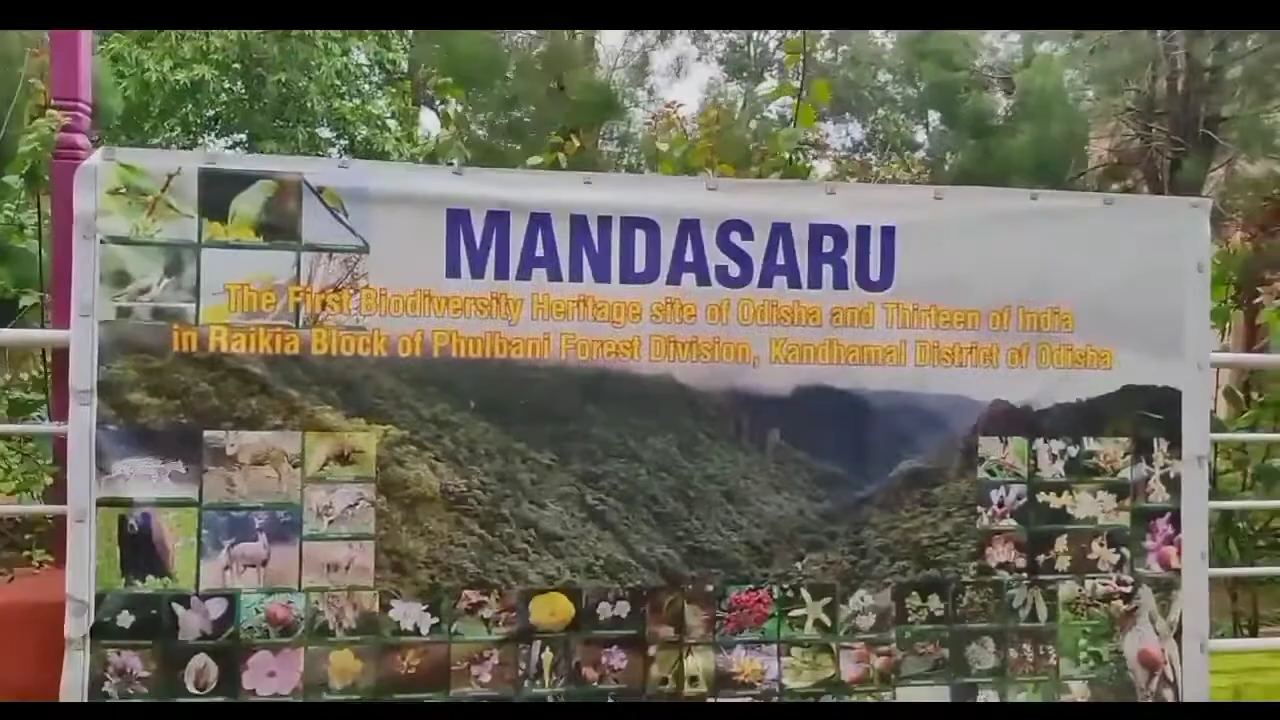 MANDASARU
The First Biodiversity Heritage site of Odisha and Thirteen of India
in Raikia Block of Phulbani Forest Division, Kandhamal District of Odisha